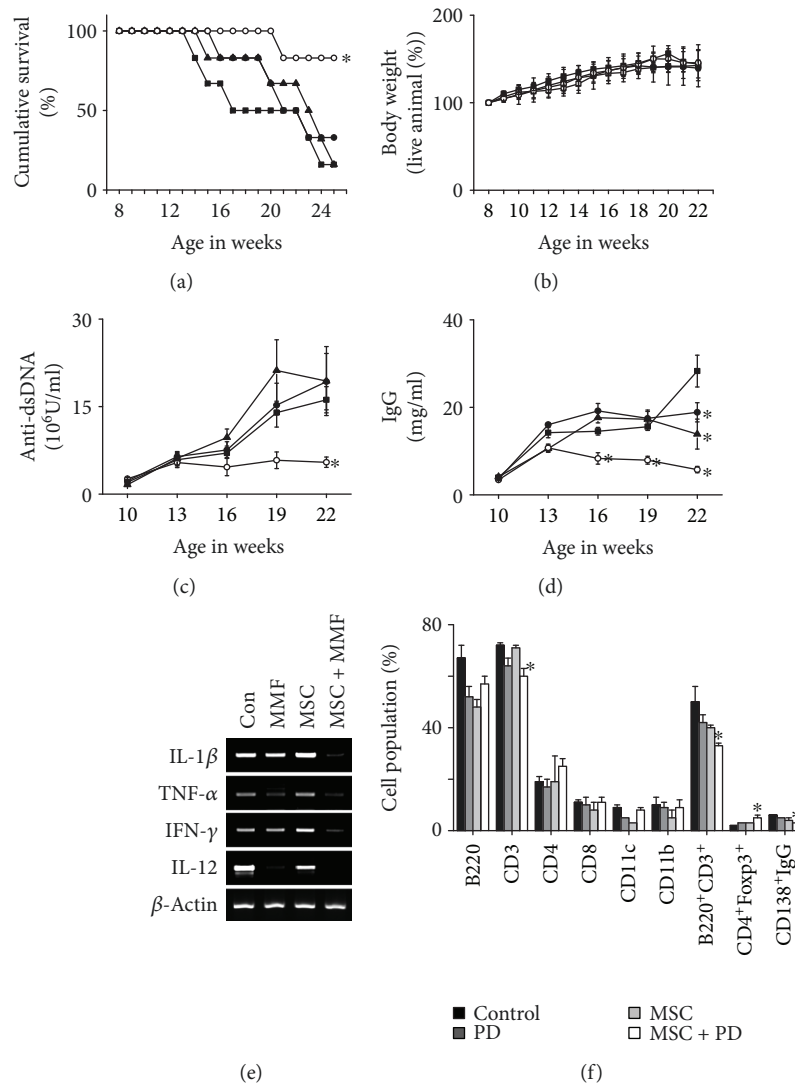 100
50
0
Cumulative survival
(%)
*
8 12 16 20 24
Age in weeks
(a)
200
100
0
Body weight
(live animal (%))
8 10 12 14 16 18 20 22
Age in weeks
(b)
30
15
0
Anti-dsDNA
(10⁶U/ml)
*
10 13 16 19 22
Age in weeks
(c)
40
20
0
IgG
(mg/ml)
*
*
* * *
10 13 16 19 22
Age in weeks
(d)
Con
MMF
MSC
MSC + MMF
IL-1β
TNF-α
IFN-γ
IL-12
β-Actin
(e)
80
40
0
Cell population (%)
*
*
*
*
B220
CD3
CD4
CD8
CD11c
CD11b
B220⁺CD3⁺
CD4⁺Foxp3⁺
CD138⁺IgG
Control
PD
MSC
MSC + PD
(f)